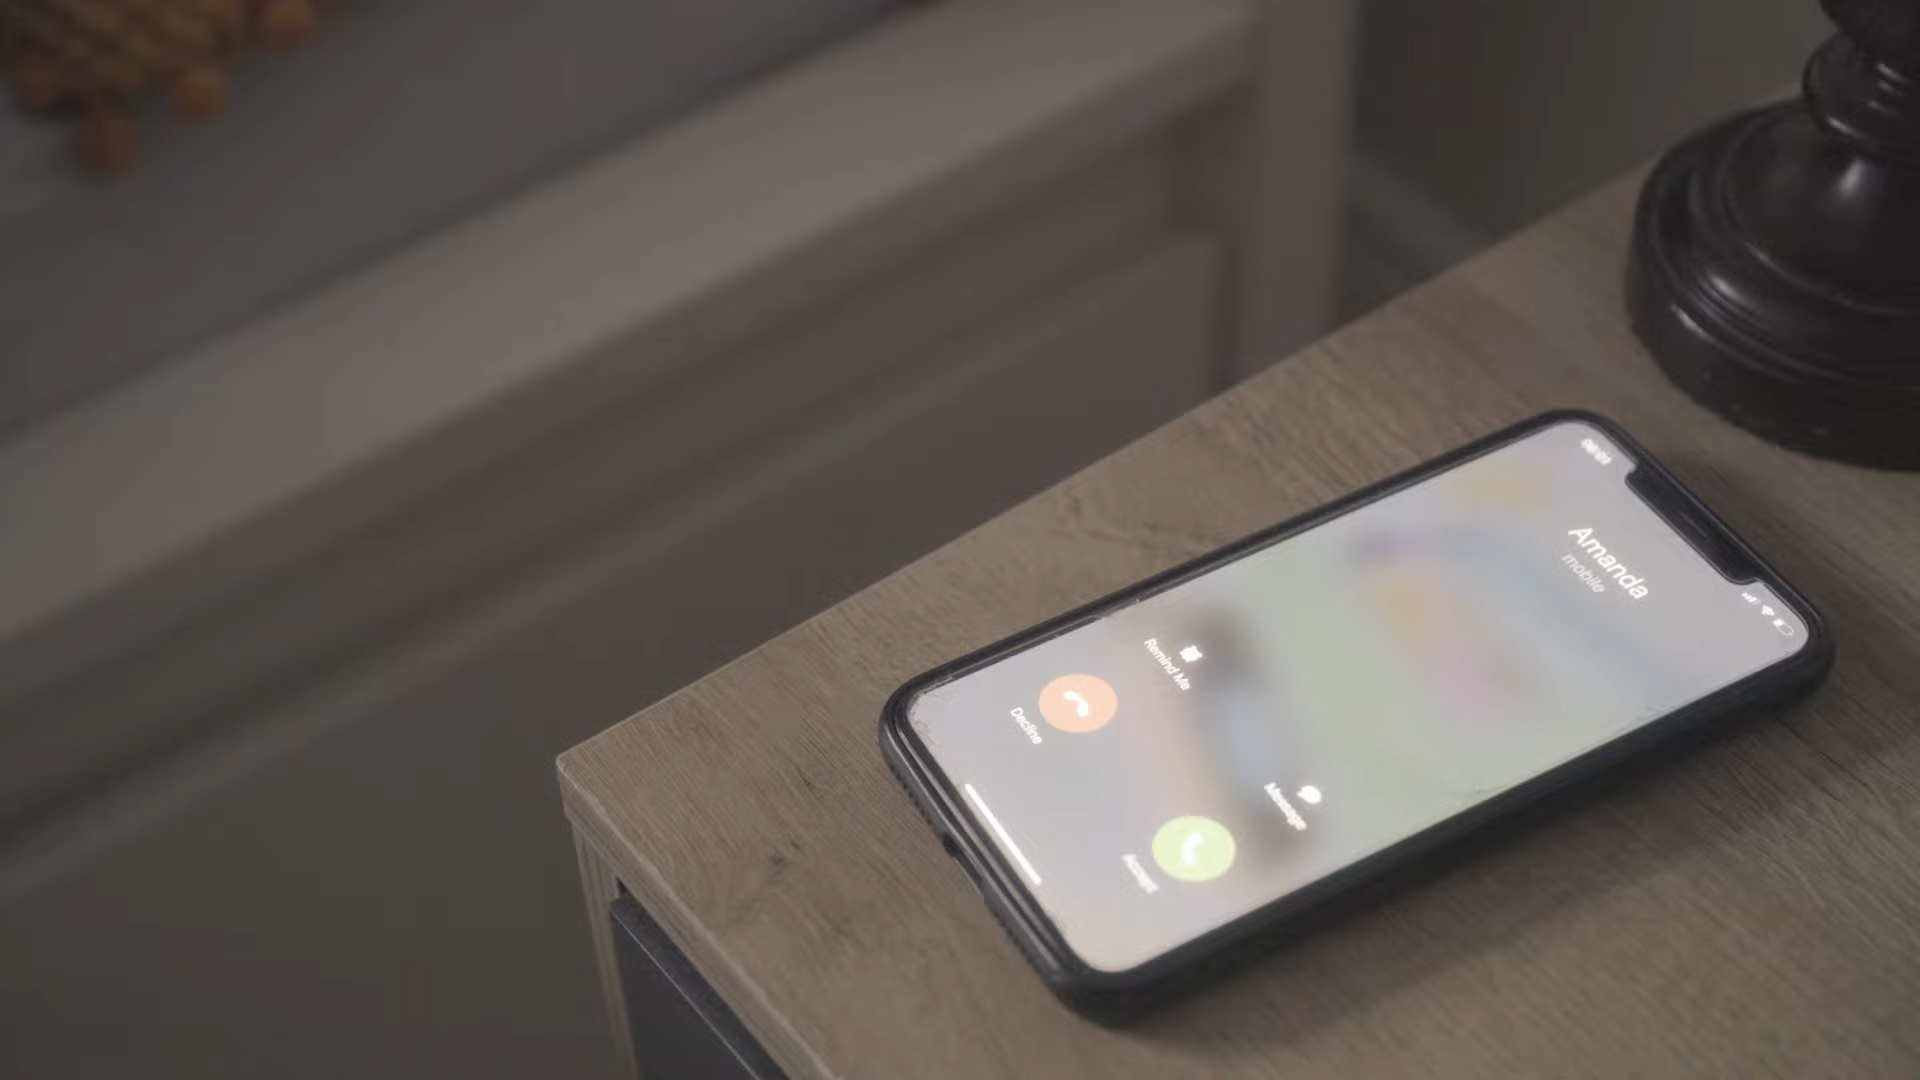 Amanda
mobile
Remind Me
Message
Decline
Accept